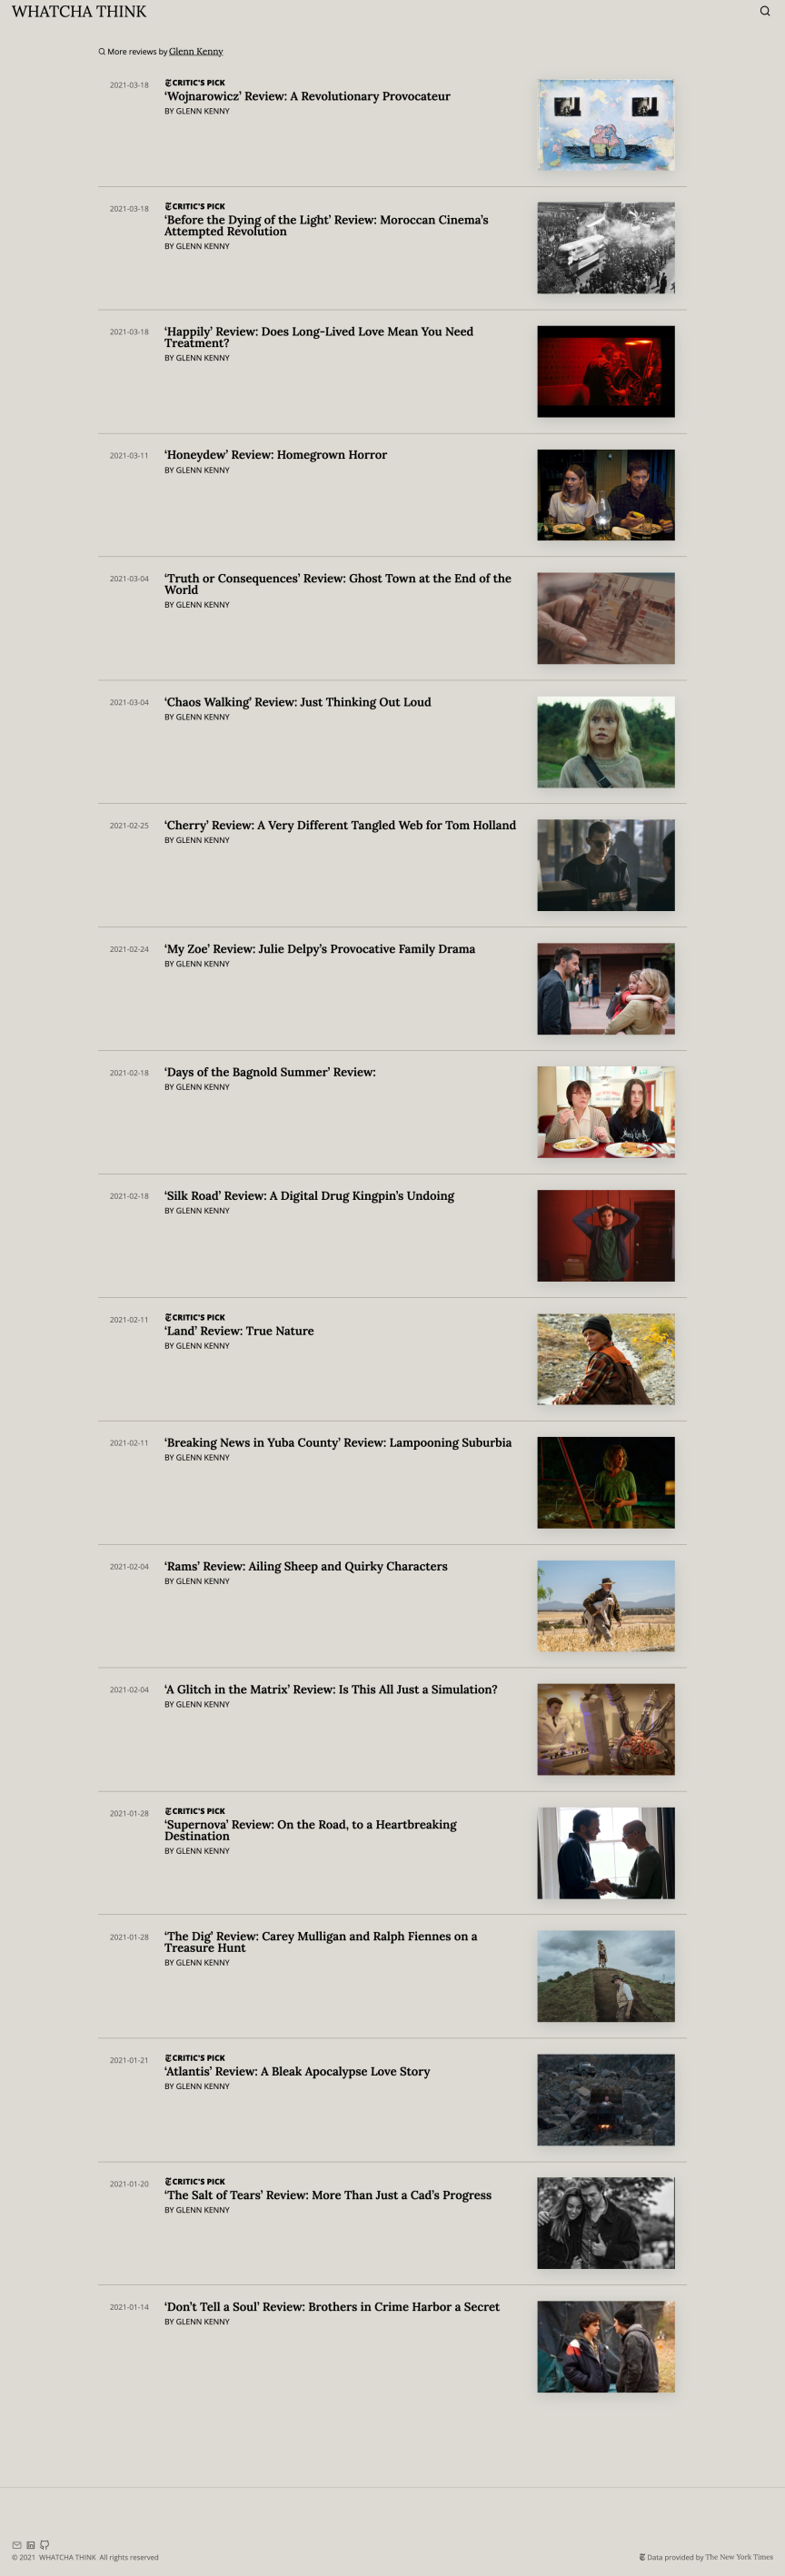 WHATCHA THINK
More reviews by Glenn Kenny
2021-03-18
CRITIC'S PICK
‘Wojnarowicz’ Review: A Revolutionary Provocateur
BY GLENN KENNY
2021-03-18
CRITIC'S PICK
‘Before the Dying of the Light’ Review: Moroccan Cinema’s
Attempted Revolution
BY GLENN KENNY
2021-03-18
‘Happily’ Review: Does Long-Lived Love Mean You Need
Treatment?
BY GLENN KENNY
2021-03-11
‘Honeydew’ Review: Homegrown Horror
BY GLENN KENNY
2021-03-04
‘Truth or Consequences’ Review: Ghost Town at the End of the
World
BY GLENN KENNY
2021-03-04
‘Chaos Walking’ Review: Just Thinking Out Loud
BY GLENN KENNY
2021-02-25
‘Cherry’ Review: A Very Different Tangled Web for Tom Holland
BY GLENN KENNY
2021-02-24
‘My Zoe’ Review: Julie Delpy’s Provocative Family Drama
BY GLENN KENNY
2021-02-18
‘Days of the Bagnold Summer’ Review:
BY GLENN KENNY
2021-02-18
‘Silk Road’ Review: A Digital Drug Kingpin’s Undoing
BY GLENN KENNY
2021-02-11
CRITIC'S PICK
‘Land’ Review: True Nature
BY GLENN KENNY
2021-02-11
‘Breaking News in Yuba County’ Review: Lampooning Suburbia
BY GLENN KENNY
2021-02-04
‘Rams’ Review: Ailing Sheep and Quirky Characters
BY GLENN KENNY
2021-02-04
‘A Glitch in the Matrix’ Review: Is This All Just a Simulation?
BY GLENN KENNY
2021-01-28
CRITIC'S PICK
‘Supernova’ Review: On the Road, to a Heartbreaking
Destination
BY GLENN KENNY
2021-01-28
‘The Dig’ Review: Carey Mulligan and Ralph Fiennes on a
Treasure Hunt
BY GLENN KENNY
2021-01-21
CRITIC'S PICK
‘Atlantis’ Review: A Bleak Apocalypse Love Story
BY GLENN KENNY
2021-01-20
CRITIC'S PICK
‘The Salt of Tears’ Review: More Than Just a Cad’s Progress
BY GLENN KENNY
2021-01-14
‘Don’t Tell a Soul’ Review: Brothers in Crime Harbor a Secret
BY GLENN KENNY
© 2021 WHATCHA THINK All rights reserved
Data provided by The New York Times